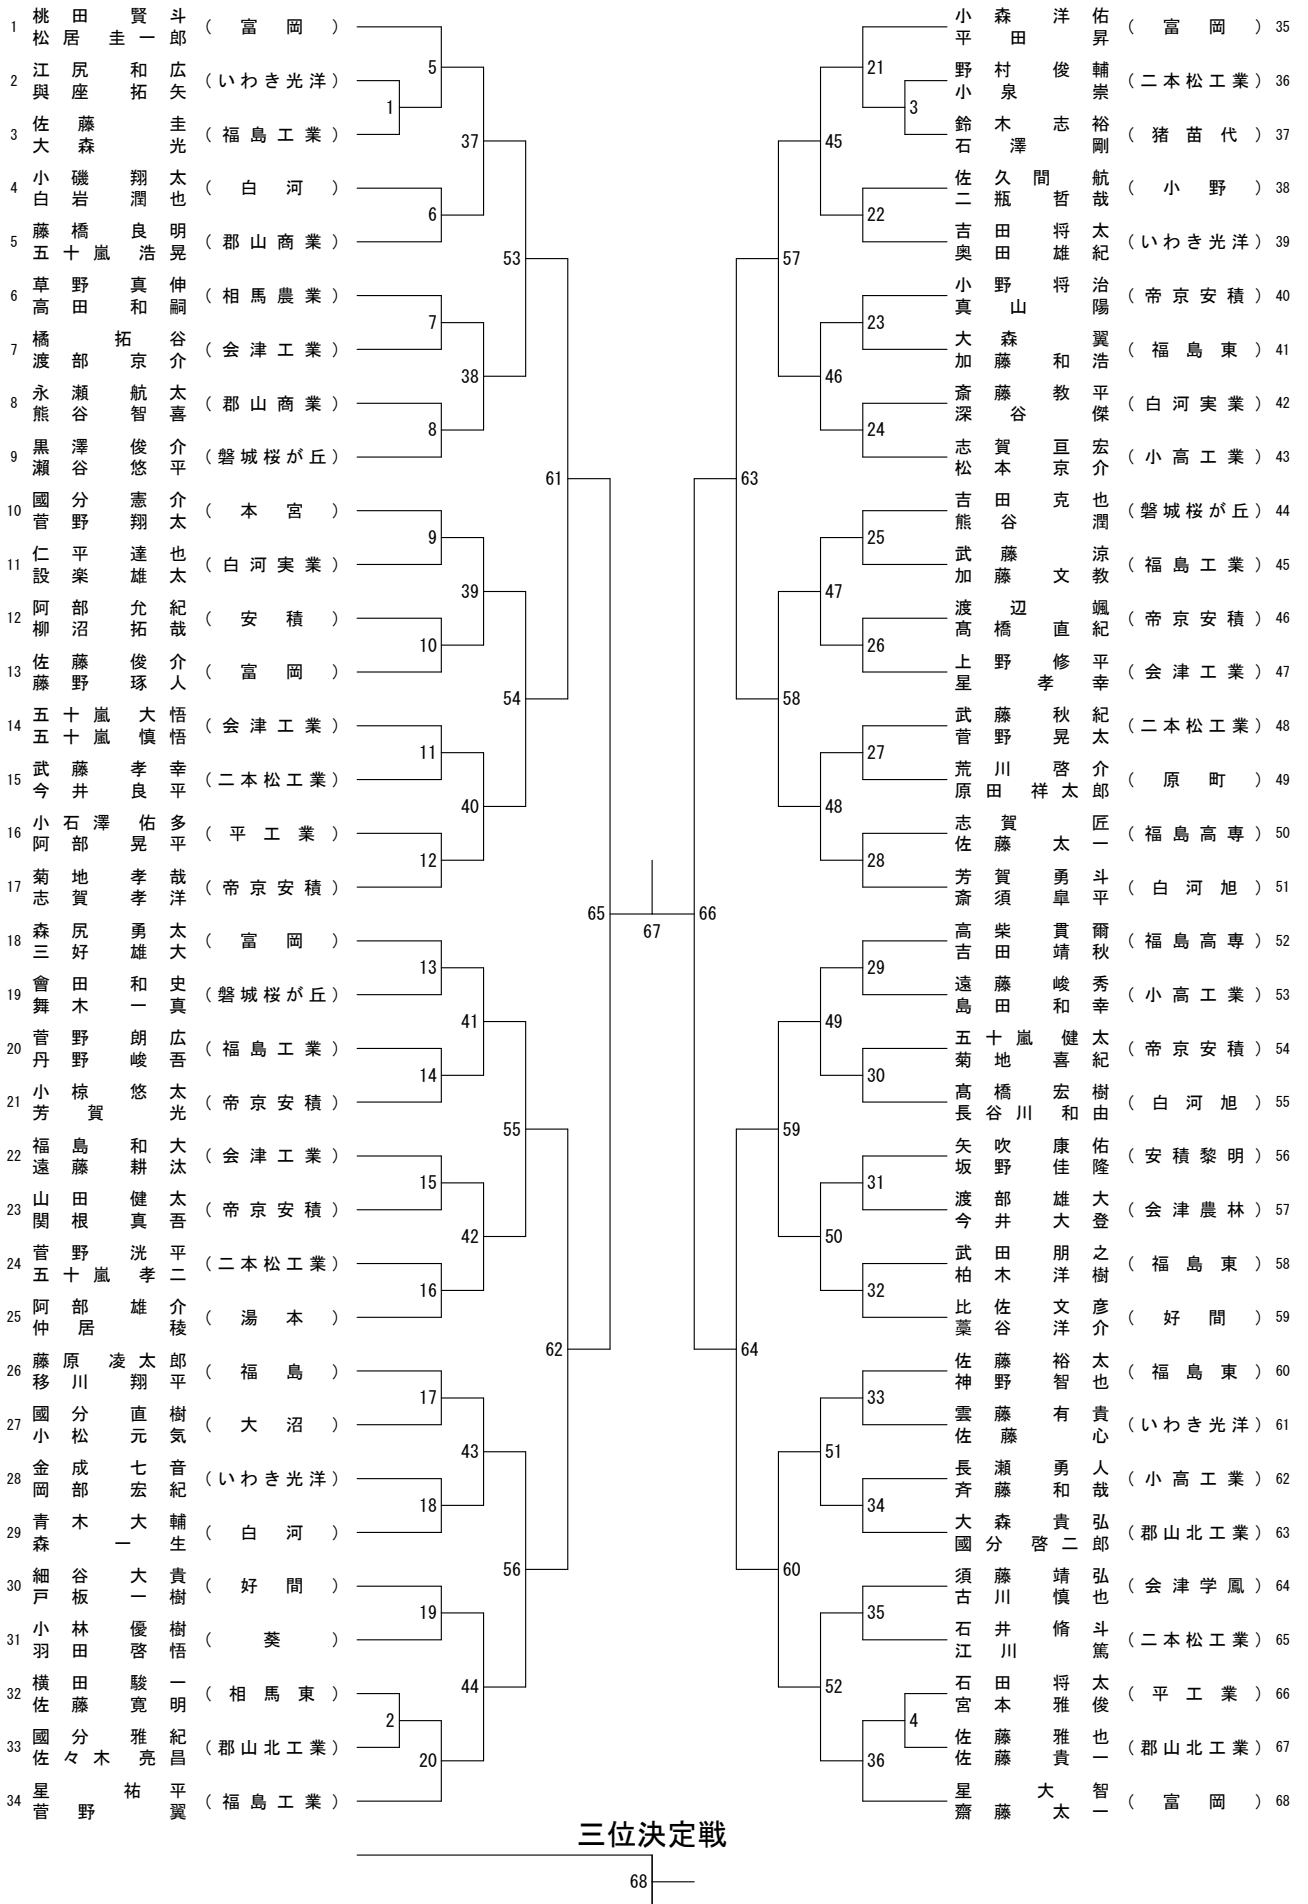 1 桃田賢斗 松居圭一郎 （富岡）
2 江尻和広 與座拓矢 （いわき光洋）
3 佐藤圭 大森光 （福島工業）
4 小磯翔太 白岩潤也 （白河）
5 藤橋良明 五十嵐浩晃 （郡山商業）
6 草野真伸 高田和嗣 （相馬農業）
7 橘拓谷 渡部京介 （会津工業）
8 永瀬航太 熊谷智喜 （郡山商業）
9 黒澤俊介 瀬谷悠平 （磐城桜が丘）
10 國分憲介 菅野翔太 （本宮）
11 仁平達也 設楽雄太 （白河実業）
12 阿部允紀 柳沼拓哉 （安積）
13 佐藤俊介 藤野琢人 （富岡）
14 五十嵐大悟 五十嵐慎悟 （会津工業）
15 武藤孝幸 今井良平 （二本松工業）
16 小石澤佑多 阿部晃平 （平工業）
17 菊地孝哉 志賀孝洋 （帝京安積）
18 森尻勇太 三好雄大 （富岡）
19 會田和史 舞木一真 （磐城桜が丘）
20 菅野朗広 丹野峻吾 （福島工業）
21 小椋悠太 芳賀光 （帝京安積）
22 福島和大 遠藤耕汰 （会津工業）
23 山田健太 関根真吾 （帝京安積）
24 菅野洸平 五十嵐孝二 （二本松工業）
25 阿部雄介 仲居稜 （湯本）
26 藤原凌太郎 移川翔平 （福島）
27 國分直樹 小松元気 （大沼）
28 金成七音 岡部宏紀 （いわき光洋）
29 青木大輔 森一生 （白河）
30 細谷大貴 戸板一樹 （好間）
31 小林優樹 羽田啓悟 （葵）
32 横田駿一 佐藤寛明 （相馬東）
33 國分雅紀 佐々木亮昌 （郡山北工業）
34 星祐平 菅野翼 （福島工業）
1
2
5
6
7
8
9
10
11
12
13
14
15
16
17
18
19
20
37
38
39
40
41
42
43
44
53
54
55
56
61
62
65
67
66
63
64
57
58
59
60
45
46
47
48
49
50
51
52
21
22
23
24
25
26
27
28
29
30
31
32
33
34
35
36
3
4
小森洋佑 平田昇 （富岡） 35
野村俊輔 小泉崇 （二本松工業） 36
鈴木志裕 石澤剛 （猪苗代） 37
佐久間航 二瓶哲哉 （小野） 38
吉田将太 奥田雄紀 （いわき光洋） 39
小野将治 真山陽 （帝京安積） 40
大森翼 加藤和浩 （福島東） 41
斎藤教平 深谷傑 （白河実業） 42
志賀亘宏 松本京介 （小高工業） 43
吉田克也 熊谷潤 （磐城桜が丘） 44
武藤涼 加藤文教 （福島工業） 45
渡辺颯 髙橋直紀 （帝京安積） 46
上野修平 星孝幸 （会津工業） 47
武藤秋紀 菅野晃太 （二本松工業） 48
荒川啓介 原田祥太郎 （原町） 49
志賀匠 佐藤太一 （福島高専） 50
芳賀勇斗 斎須皐平 （白河旭） 51
高柴貫爾 吉田靖秋 （福島高専） 52
遠藤峻秀 島田和幸 （小高工業） 53
五十嵐健太 菊地喜紀 （帝京安積） 54
髙橋宏樹 長谷川和由 （白河旭） 55
矢吹康佑 坂野佳隆 （安積黎明） 56
渡部雄大 今井大登 （会津農林） 57
武田朋之 柏木洋樹 （福島東） 58
比佐文彦 藁谷洋介 （好間） 59
佐藤裕太 神野智也 （福島東） 60
雲藤有貴 佐藤心 （いわき光洋） 61
長瀬勇人 斉藤和哉 （小高工業） 62
大森貴弘 國分啓二郎 （郡山北工業） 63
須藤靖弘 古川慎也 （会津学鳳） 64
石井脩斗 江川篤 （二本松工業） 65
石田将太 宮本雅俊 （平工業） 66
佐藤雅也 佐藤貴一 （郡山北工業） 67
星大智 齋藤太一 （富岡） 68
三位決定戦
68